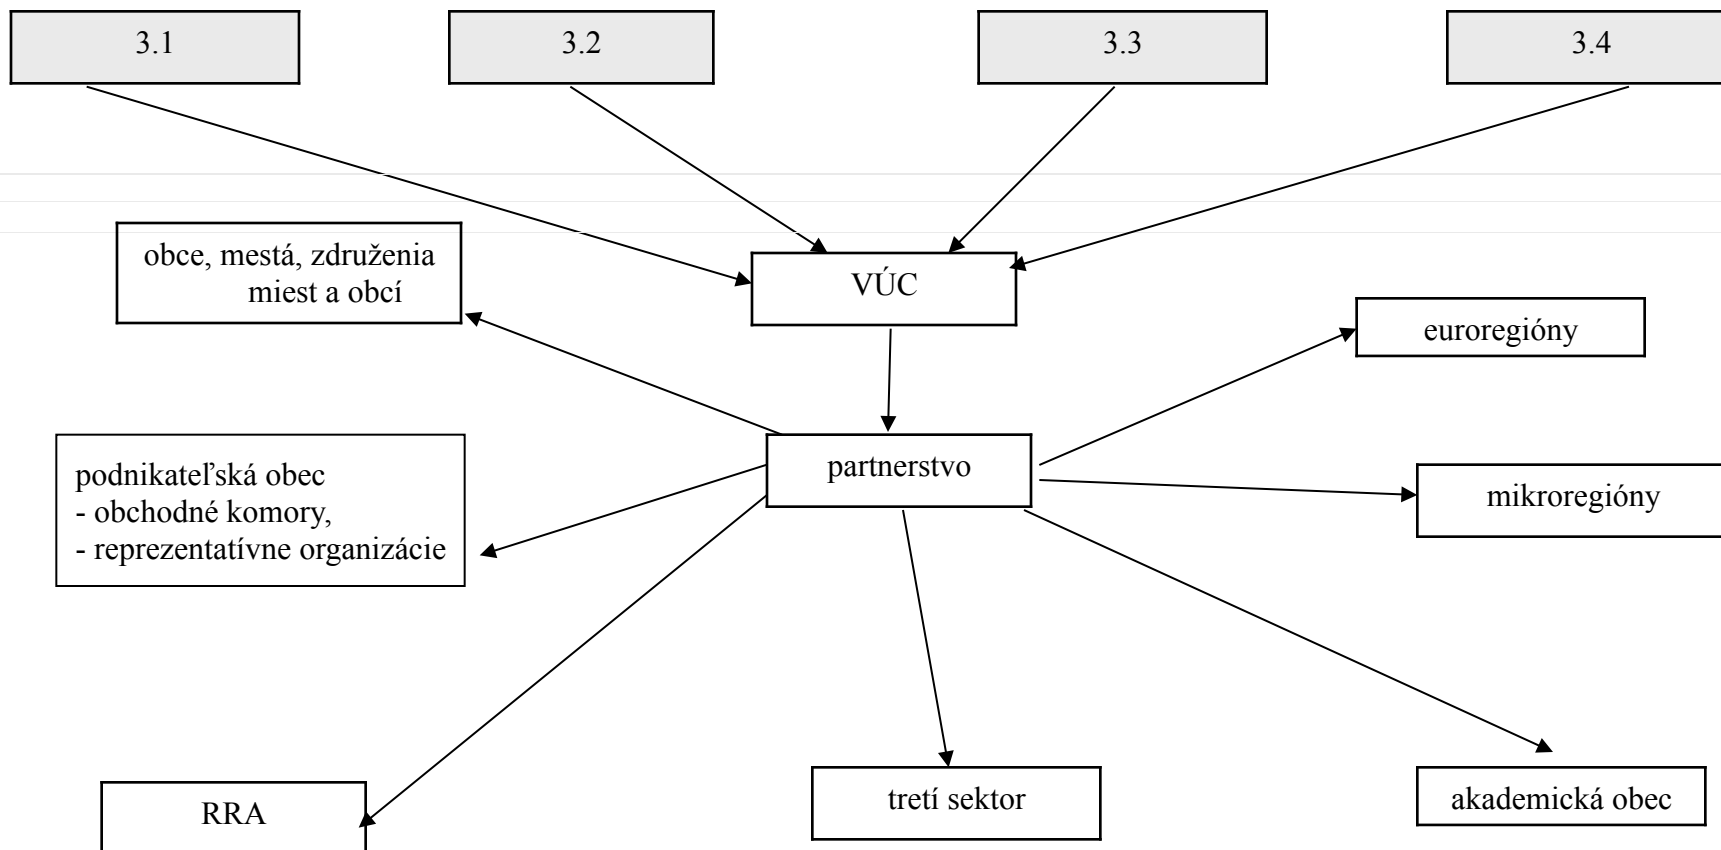 3.1
3.2
3.3
3.4
obce, mestá, združenia
miest a obcí
VÚC
euroregióny
podnikateľská obec
- obchodné komory,
- reprezentatívne organizácie
partnerstvo
mikroregióny
RRA
tretí sektor
akademická obec